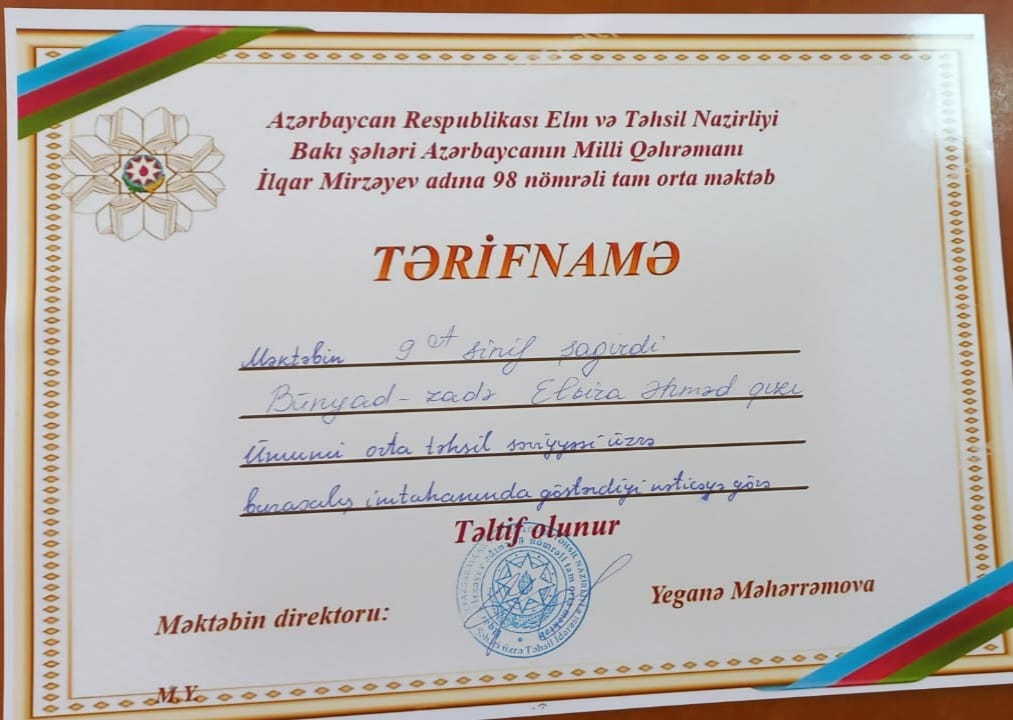 Azərbaycan Respublikası Elm və Təhsil Nazirliyi
Bakı şəhəri Azərbaycanın Milli Qəhrəmanı
İlqar Mirzəyev adına 98 nömrəli tam orta məktəb
TƏRİFNAMƏ
Məktəbin 9 A sinif şagirdi
Bünyad-zadə Elvira Əhməd qızı
Ümumi orta təhsil səviyyəsi üzrə
buraxılış imtahanında göstərdiyi nəticəyə görə
Təltif olunur
Məktəbin direktoru:
Yeganə Məhərrəmova
M.Y.